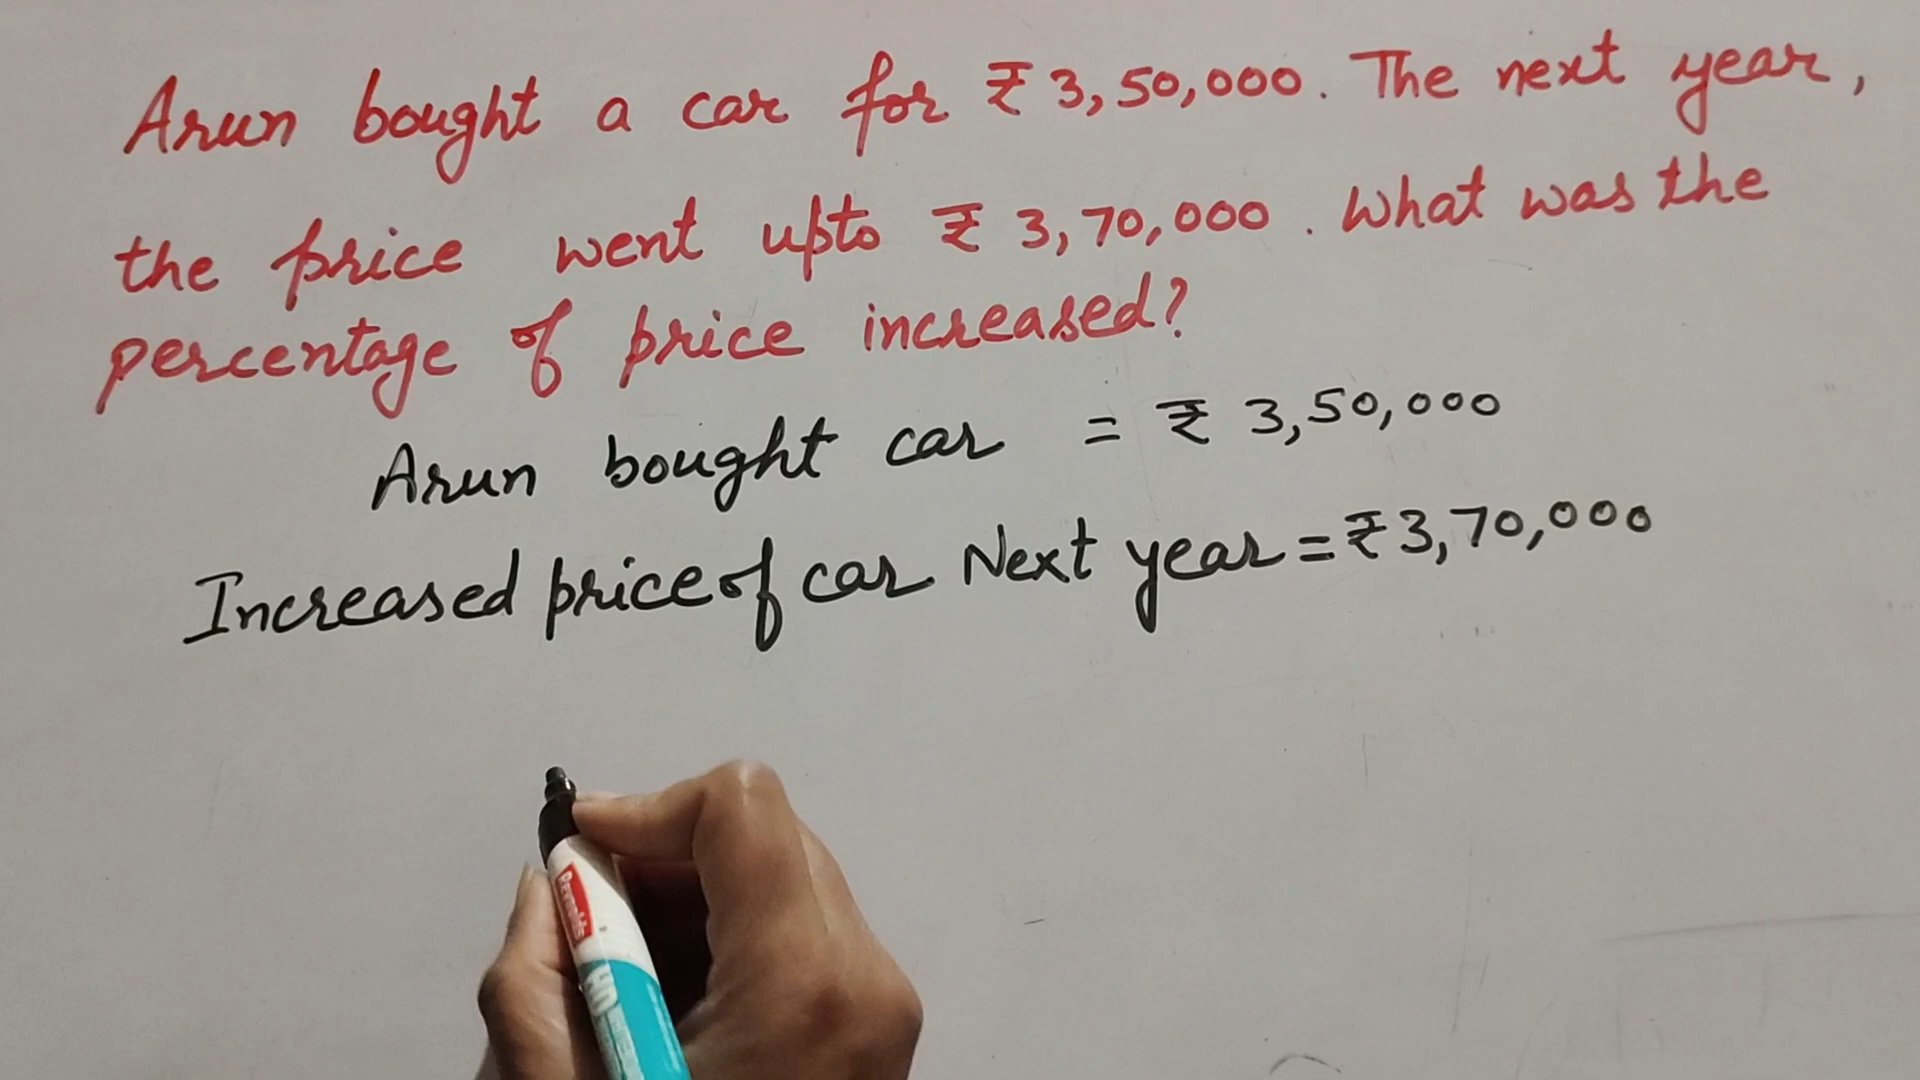 Arun bought a car for ₹ 3,50,000. The next year,
the price went upto ₹ 3,70,000. What was the
percentage of price increased?
Arun bought car = ₹ 3,50,000
Increased price of car Next year = ₹ 3,70,000
Reynolds